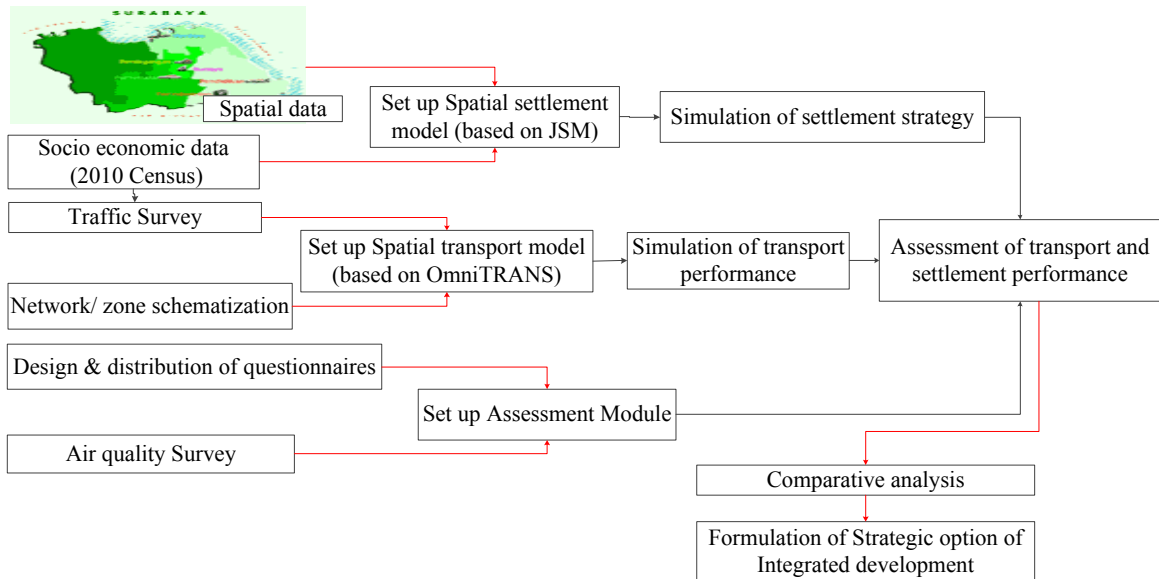 SURABAYA
Spatial data
Set up Spatial settlement
model (based on JSM)
Simulation of settlement strategy
Socio economic data
(2010 Census)
Traffic Survey
Set up Spatial transport model
(based on OmniTRANS)
Simulation of transport
performance
Assessment of transport and
settlement performance
Network/ zone schematization
Design & distribution of questionnaires
Set up Assessment Module
Air quality Survey
Comparative analysis
Formulation of Strategic option of
Integrated development